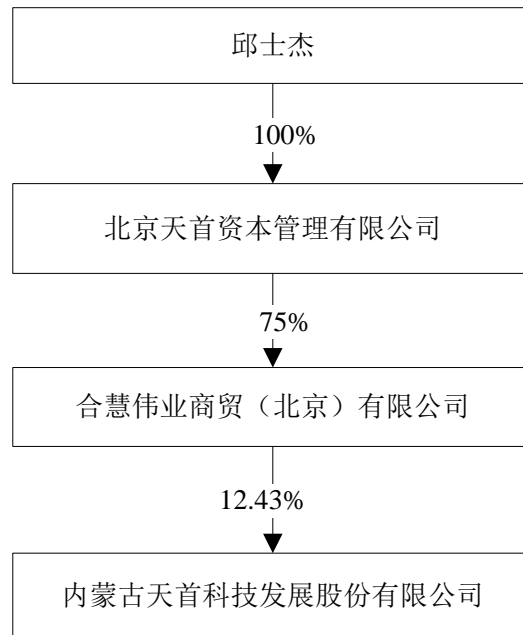 邱士杰
100%
北京天首资本管理有限公司
75%
合慧伟业商贸（北京）有限公司
12.43%
内蒙古天首科技发展股份有限公司